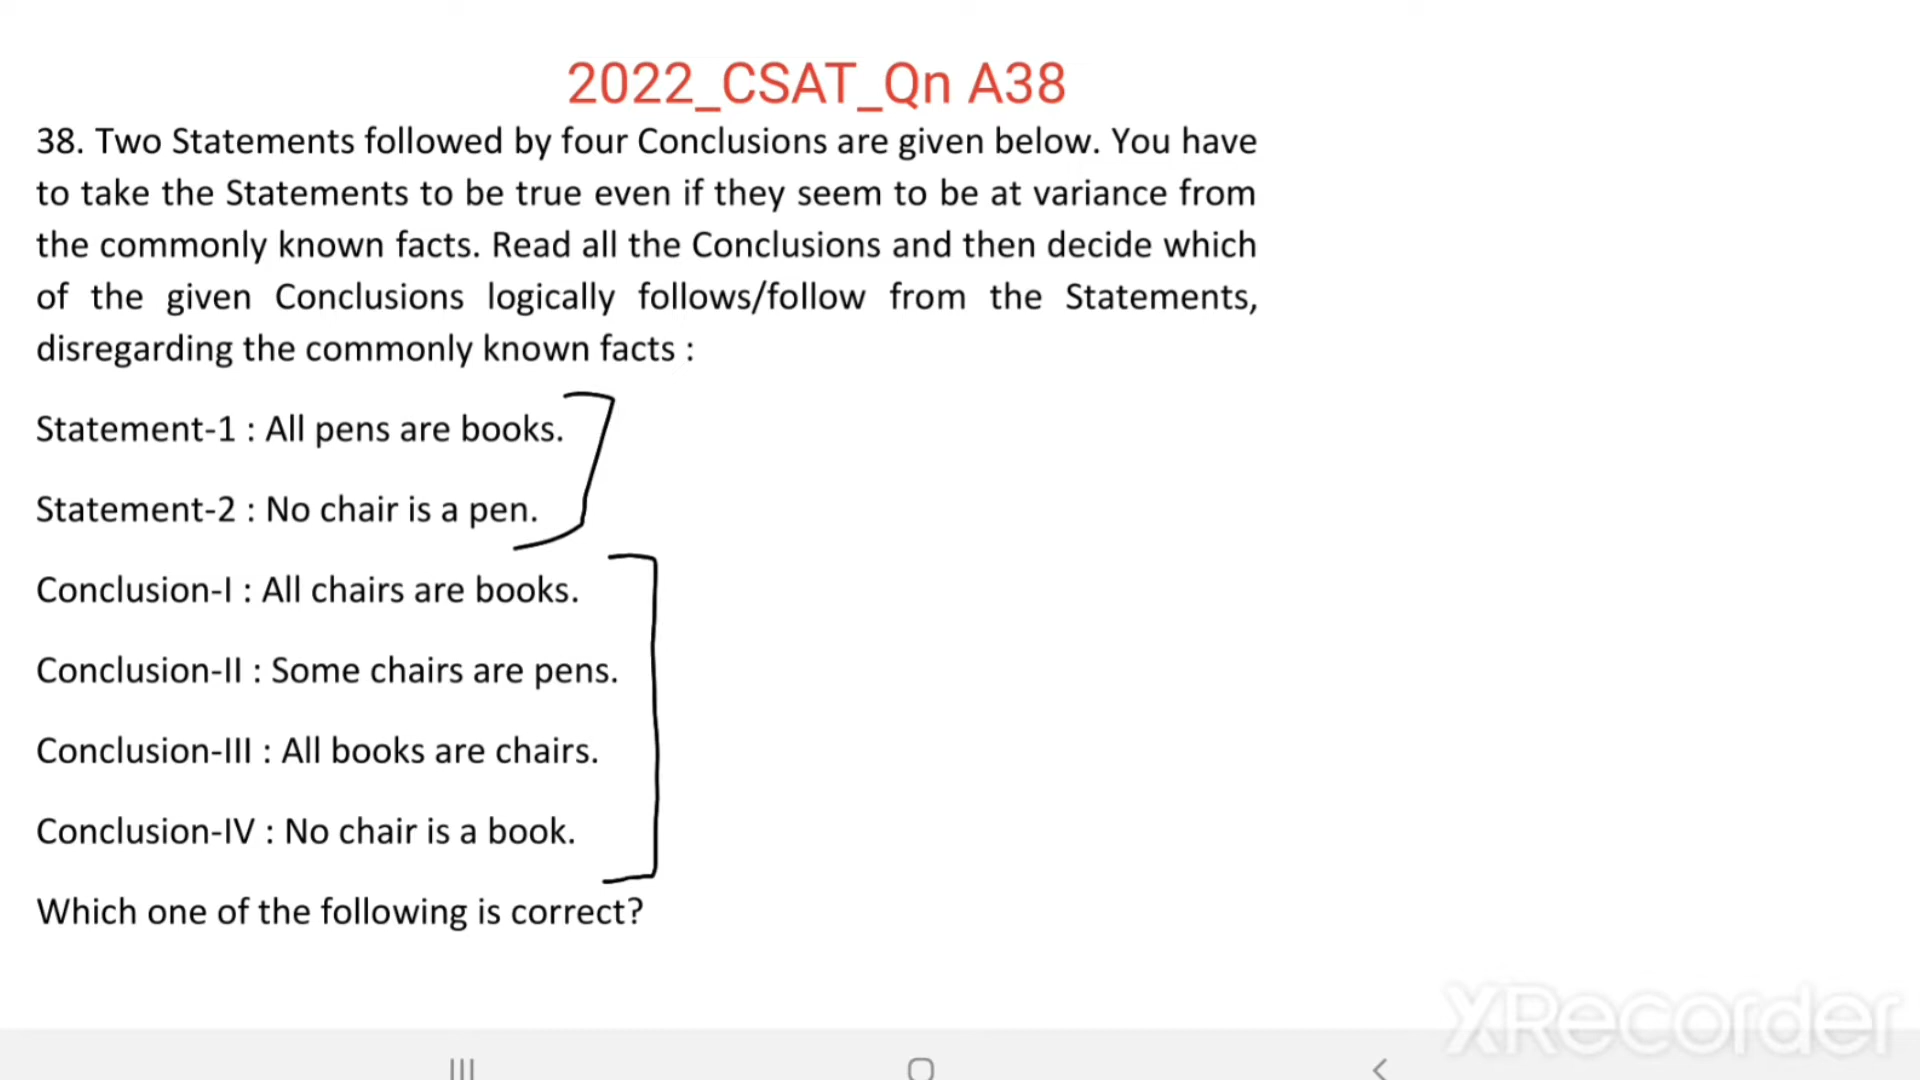 2022_CSAT_Qn A38
38. Two Statements followed by four Conclusions are given below. You have
to take the Statements to be true even if they seem to be at variance from
the commonly known facts. Read all the Conclusions and then decide which
of the given Conclusions logically follows/follow from the Statements,
disregarding the commonly known facts :
Statement-1 : All pens are books.
Statement-2 : No chair is a pen.
Conclusion-I : All chairs are books.
Conclusion-II : Some chairs are pens.
Conclusion-III : All books are chairs.
Conclusion-IV : No chair is a book.
Which one of the following is correct?
XRecorder